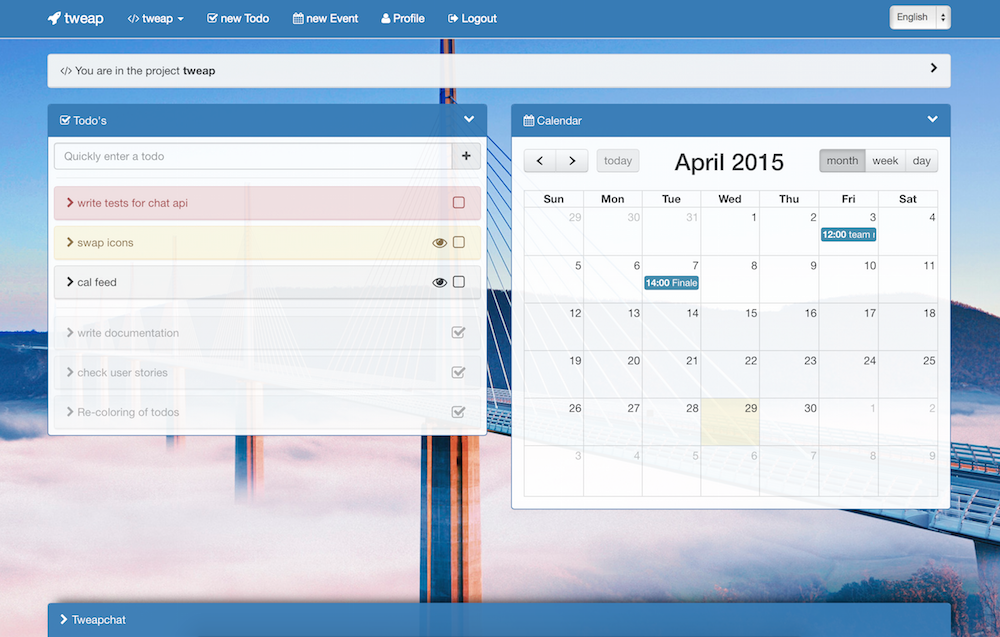 tweap tweap new Todo new Event Profile Logout English
You are in the project tweap
Todo's
Quickly enter a todo
write tests for chat api
swap icons
cal feed
write documentation
check user stories
Re-coloring of todos
Calendar
today April 2015 month week day
Sun Mon Tue Wed Thu Fri Sat
29 30 31 1 2 3 4
12:00 team
5 6 7 8 9 10 11
14:00 Finale
12 13 14 15 16 17 18
19 20 21 22 23 24 25
26 27 28 29 30 1 2
3 4 5 6 7 8 9
Tweapchat